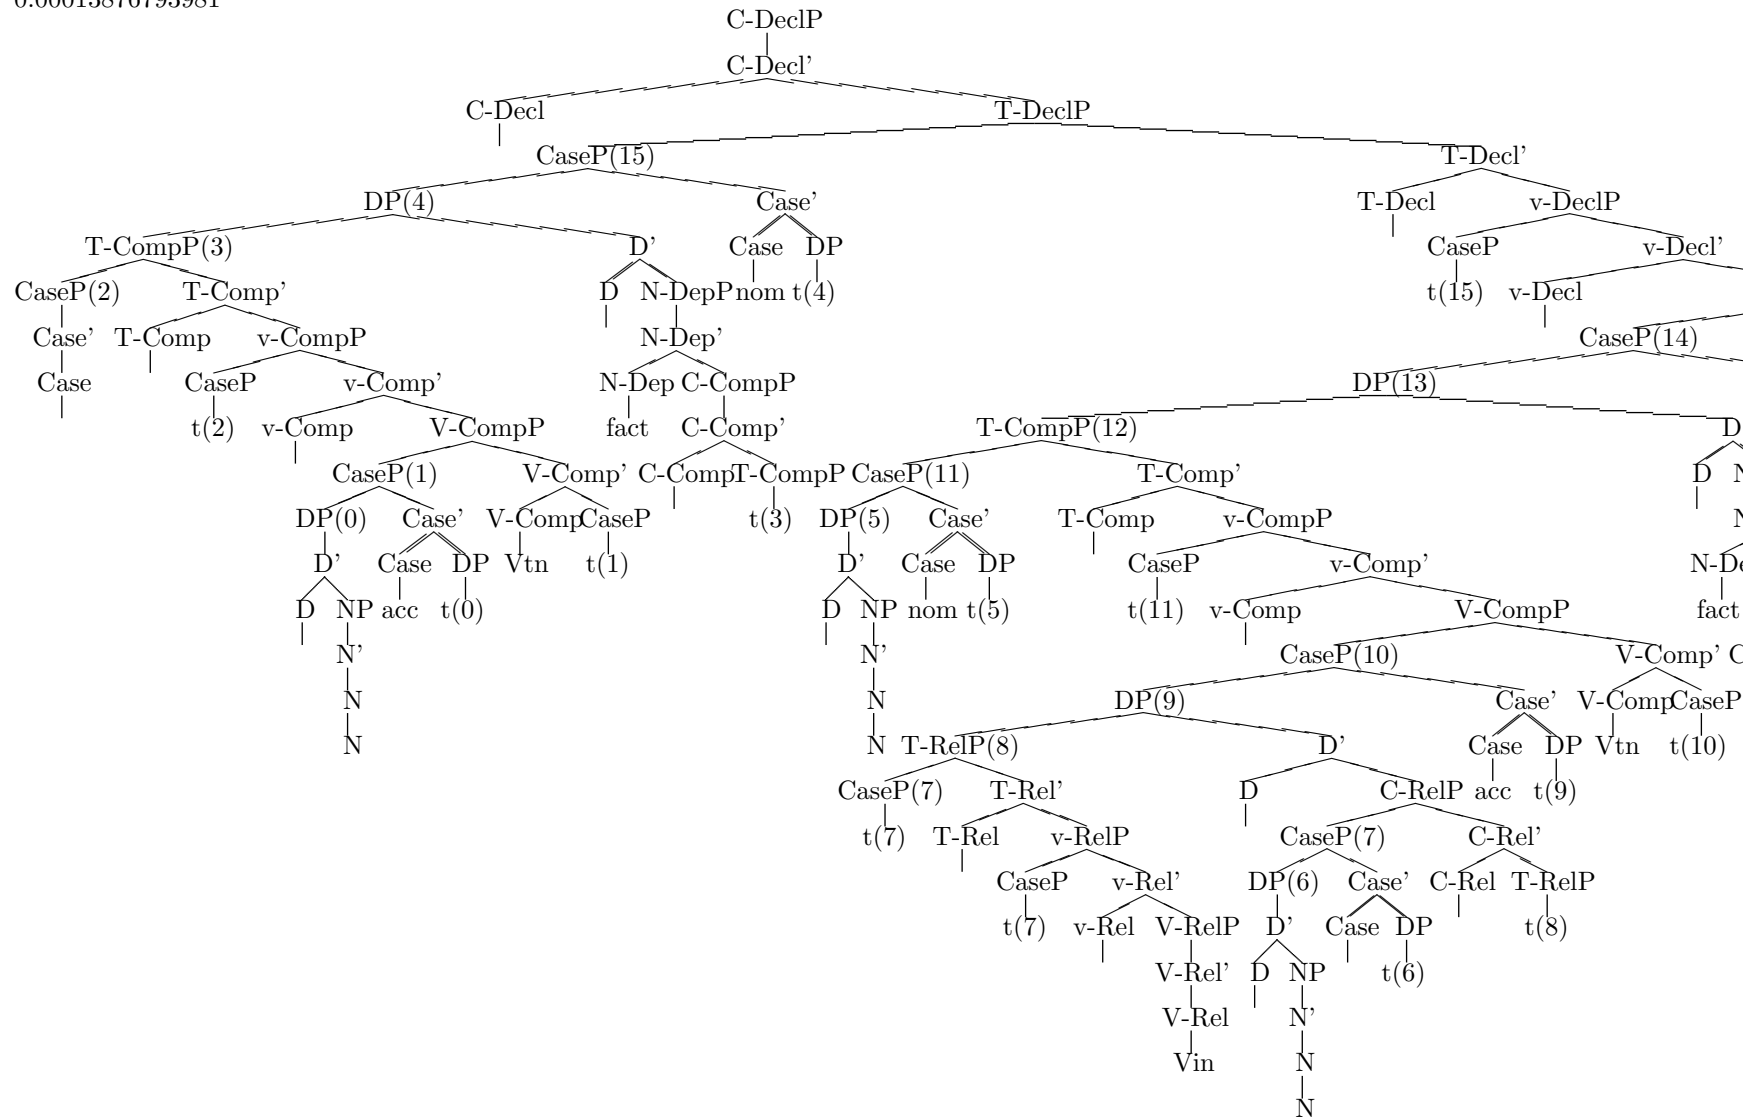 0.00013876793981
C-DeclP
C-Decl'
C-Decl T-DeclP
CaseP(15) T-Decl'
DP(4) Case' T-Decl v-DeclP
T-CompP(3) D' Case DP CaseP v-Decl'
CaseP(2) T-Comp' D N-DepP nom t(4) t(15) v-Decl
Case' T-Comp v-CompP N-Dep' CaseP(14)
Case CaseP v-Comp' N-Dep C-CompP DP(13)
t(2) v-Comp V-CompP fact C-Comp' T-CompP(12) D
CaseP(1) V-Comp' C-Comp T-CompP CaseP(11) T-Comp' D N
DP(0) Case' V-Comp CaseP t(3) DP(5) Case' T-Comp v-CompP N
D' Case DP Vtn t(1) D' Case DP CaseP v-Comp' N-De
D NP acc t(0) D NP nom t(5) t(11) v-Comp V-CompP fact
N' N' CaseP(10) V-Comp' C
N N DP(9) Case' V-Comp CaseP
N N T-RelP(8) D' Case DP Vtn t(10)
CaseP(7) T-Rel' D C-RelP acc t(9)
t(7) T-Rel v-RelP CaseP(7) C-Rel'
CaseP v-Rel' DP(6) Case' C-Rel T-RelP
t(7) v-Rel V-RelP D' Case DP t(8)
V-Rel' D NP t(6)
V-Rel N'
Vin N
N